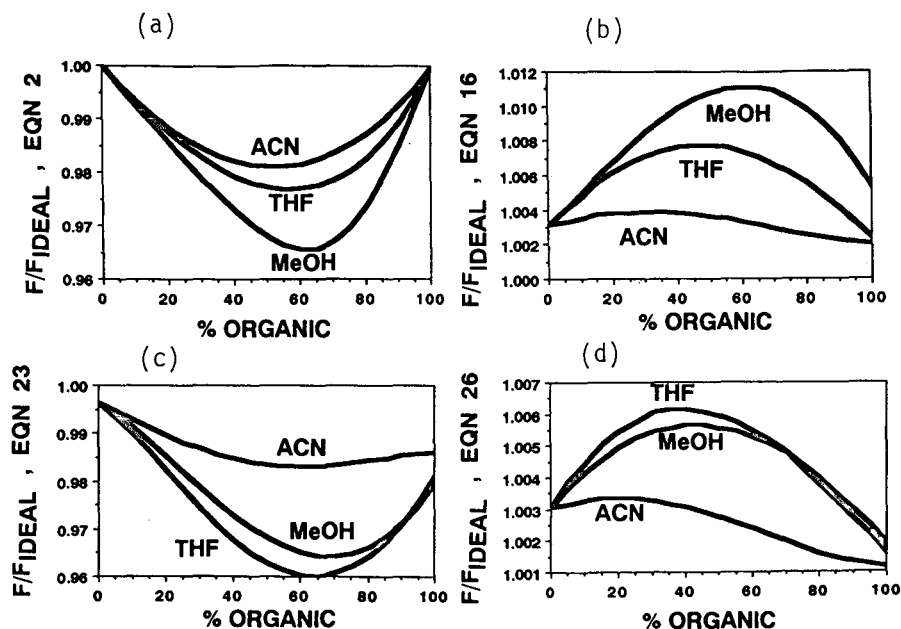 (a)
F/FIDEAL , EQN 2
1.00
0.99
0.98
0.97
0.96
ACN
THF
MeOH
0 20 40 60 80 100
% ORGANIC
(b)
F/FIDEAL , EQN 16
1.012
1.010
1.008
1.006
1.004
1.002
1.000
MeOH
THF
ACN
0 20 40 60 80 100
% ORGANIC
(c)
F/FIDEAL , EQN 23
1.00
0.99
0.98
0.97
0.96
ACN
MeOH
THF
0 20 40 60 80 100
% ORGANIC
(d)
F/FIDEAL , EQN 26
1.007
1.006
1.005
1.004
1.003
1.002
1.001
THF
MeOH
ACN
0 20 40 60 80 100
% ORGANIC